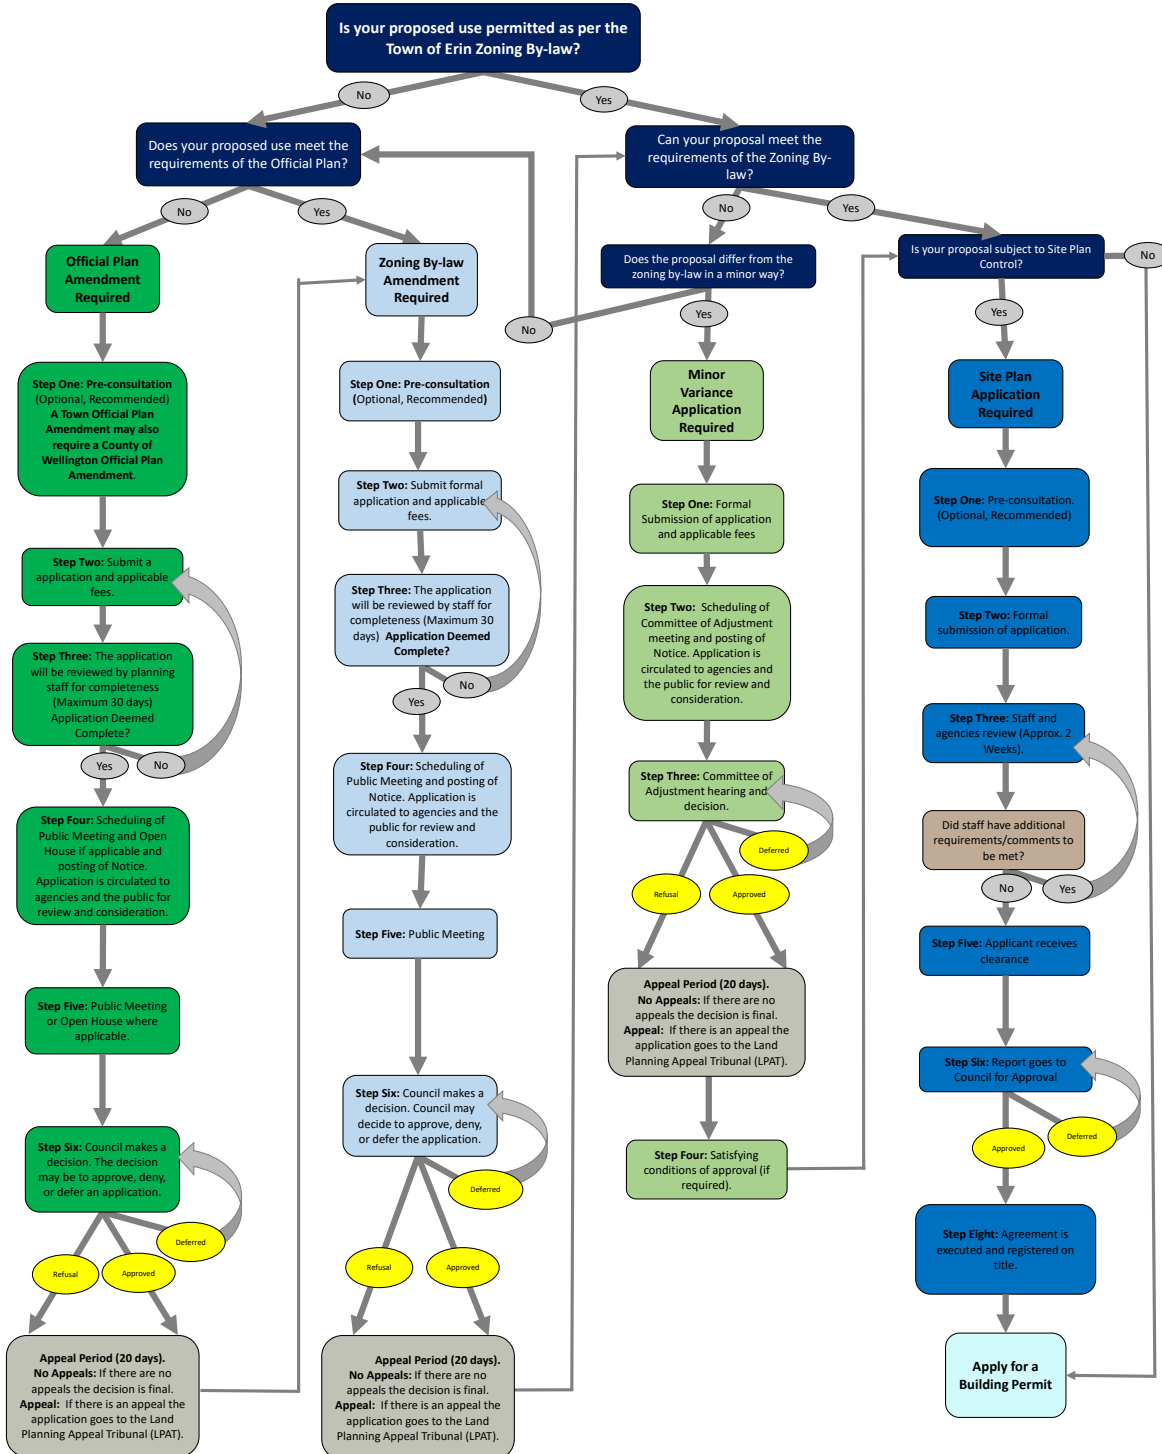 Is your proposed use permitted as per the
Town of Erin Zoning By-law?
No
Yes
Does your proposed use meet the
requirements of the Official Plan?
Can your proposal meet the
requirements of the Zoning By-
law?
No
Yes
No
Yes
Official Plan
Amendment
Required
Zoning By-law
Amendment
Required
Does the proposal differ from the
zoning by-law in a minor way?
Is your proposal subject to Site Plan
Control?
No
No
Yes
Yes
Step One: Pre-consultation
(Optional, Recommended)
A Town Official Plan
Amendment may also
require a County of
Wellington Official Plan
Amendment.
Step Two: Submit a
application and applicable
fees.
Step Three: The application
will be reviewed by planning
staff for completeness
(Maximum 30 days)
Application Deemed
Complete?
Yes
No
Step Four: Scheduling of
Public Meeting and Open
House if applicable and
posting of Notice.
Application is circulated to
agencies and the public for
review and consideration.
Step Five: Public Meeting
or Open House where
applicable.
Step Six: Council makes a
decision. The decision
may be to approve, deny,
or defer an application.
Deferred
Refusal
Approved
Appeal Period (20 days).
No Appeals: If there are no
appeals the decision is final.
Appeal: If there is an appeal the
application goes to the Land
Planning Appeal Tribunal (LPAT).
Step One: Pre-consultation
(Optional, Recommended)
Step Two: Submit formal
application and applicable
fees.
Step Three: The application
will be reviewed by staff for
completeness (Maximum 30
days) Application Deemed
Complete?
No
Yes
Step Four: Scheduling of
Public Meeting and posting of
Notice. Application is
circulated to agencies and the
public for review and
consideration.
Step Five: Public Meeting
Step Six: Council makes a
decision. Council may
decide to approve, deny,
or defer the application.
Deferred
Refusal
Approved
Appeal Period (20 days).
No Appeals: If there are no
appeals the decision is final.
Appeal: If there is an appeal the
application goes to the Land
Planning Appeal Tribunal (LPAT).
Minor
Variance
Application
Required
Step One: Formal
Submission of application
and applicable fees
Step Two: Scheduling of
Committee of Adjustment
meeting and posting of
Notice. Application is
circulated to agencies and
the public for review and
consideration.
Step Three: Committee of
Adjustment hearing and
decision.
Deferred
Refusal
Approved
Appeal Period (20 days).
No Appeals: If there are no
appeals the decision is final.
Appeal: If there is an appeal the
application goes to the Land
Planning Appeal Tribunal (LPAT).
Step Four: Satisfying
conditions of approval (if
required).
Site Plan
Application
Required
Step One: Pre-consultation.
(Optional, Recommended)
Step Two: Formal
submission of application.
Step Three: Staff and
agencies review (Approx. 2
Weeks).
Did staff have additional
requirements/comments to
be met?
No
Yes
Step Five: Applicant receives
clearance
Step Six: Report goes to
Council for Approval
Deferred
Approved
Step Eight: Agreement is
executed and registered on
title.
Apply for a
Building Permit